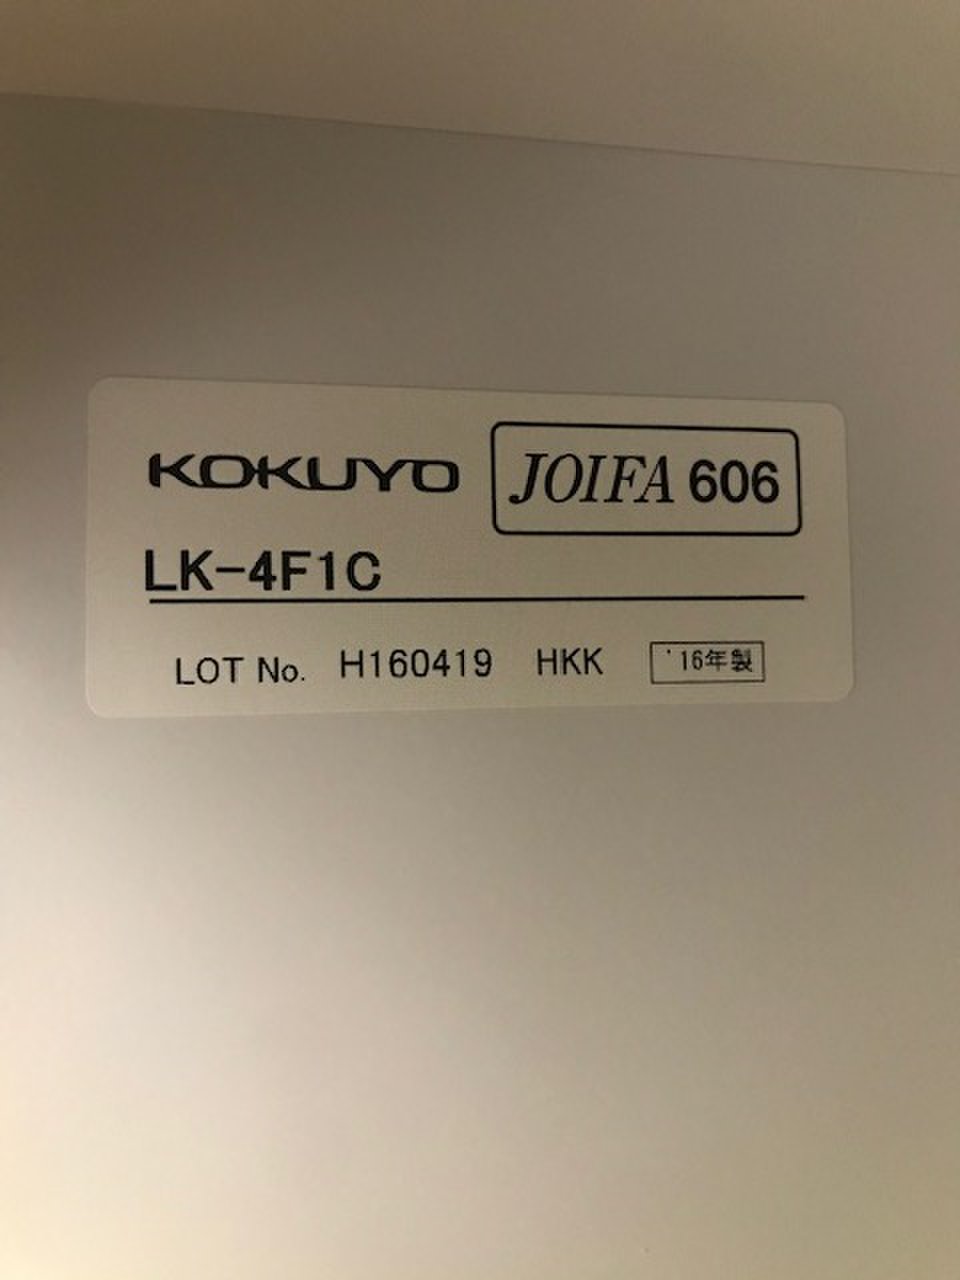 KOKUYO JOIFA 606
LK-4F1C
LOT No. H160419 HKK '16年製